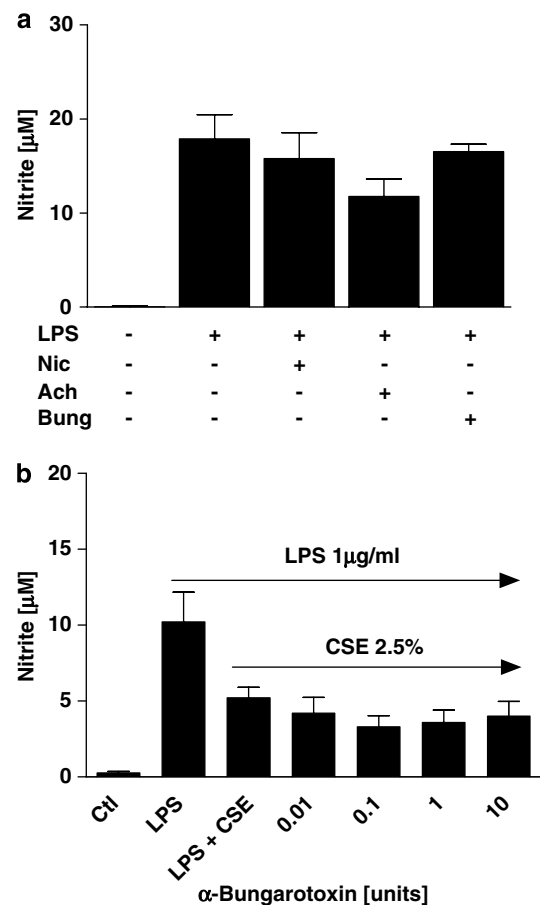 a
30
20
10
0
Nitrite [µM]
LPS - + + + +
Nic - - + - -
Ach - - - + -
Bung - - - - +
b
20
15
10
5
0
Nitrite [µM]
LPS 1µg/ml
CSE 2.5%
Ctl LPS LPS + CSE 0.01 0.1 1 10
α-Bungarotoxin [units]